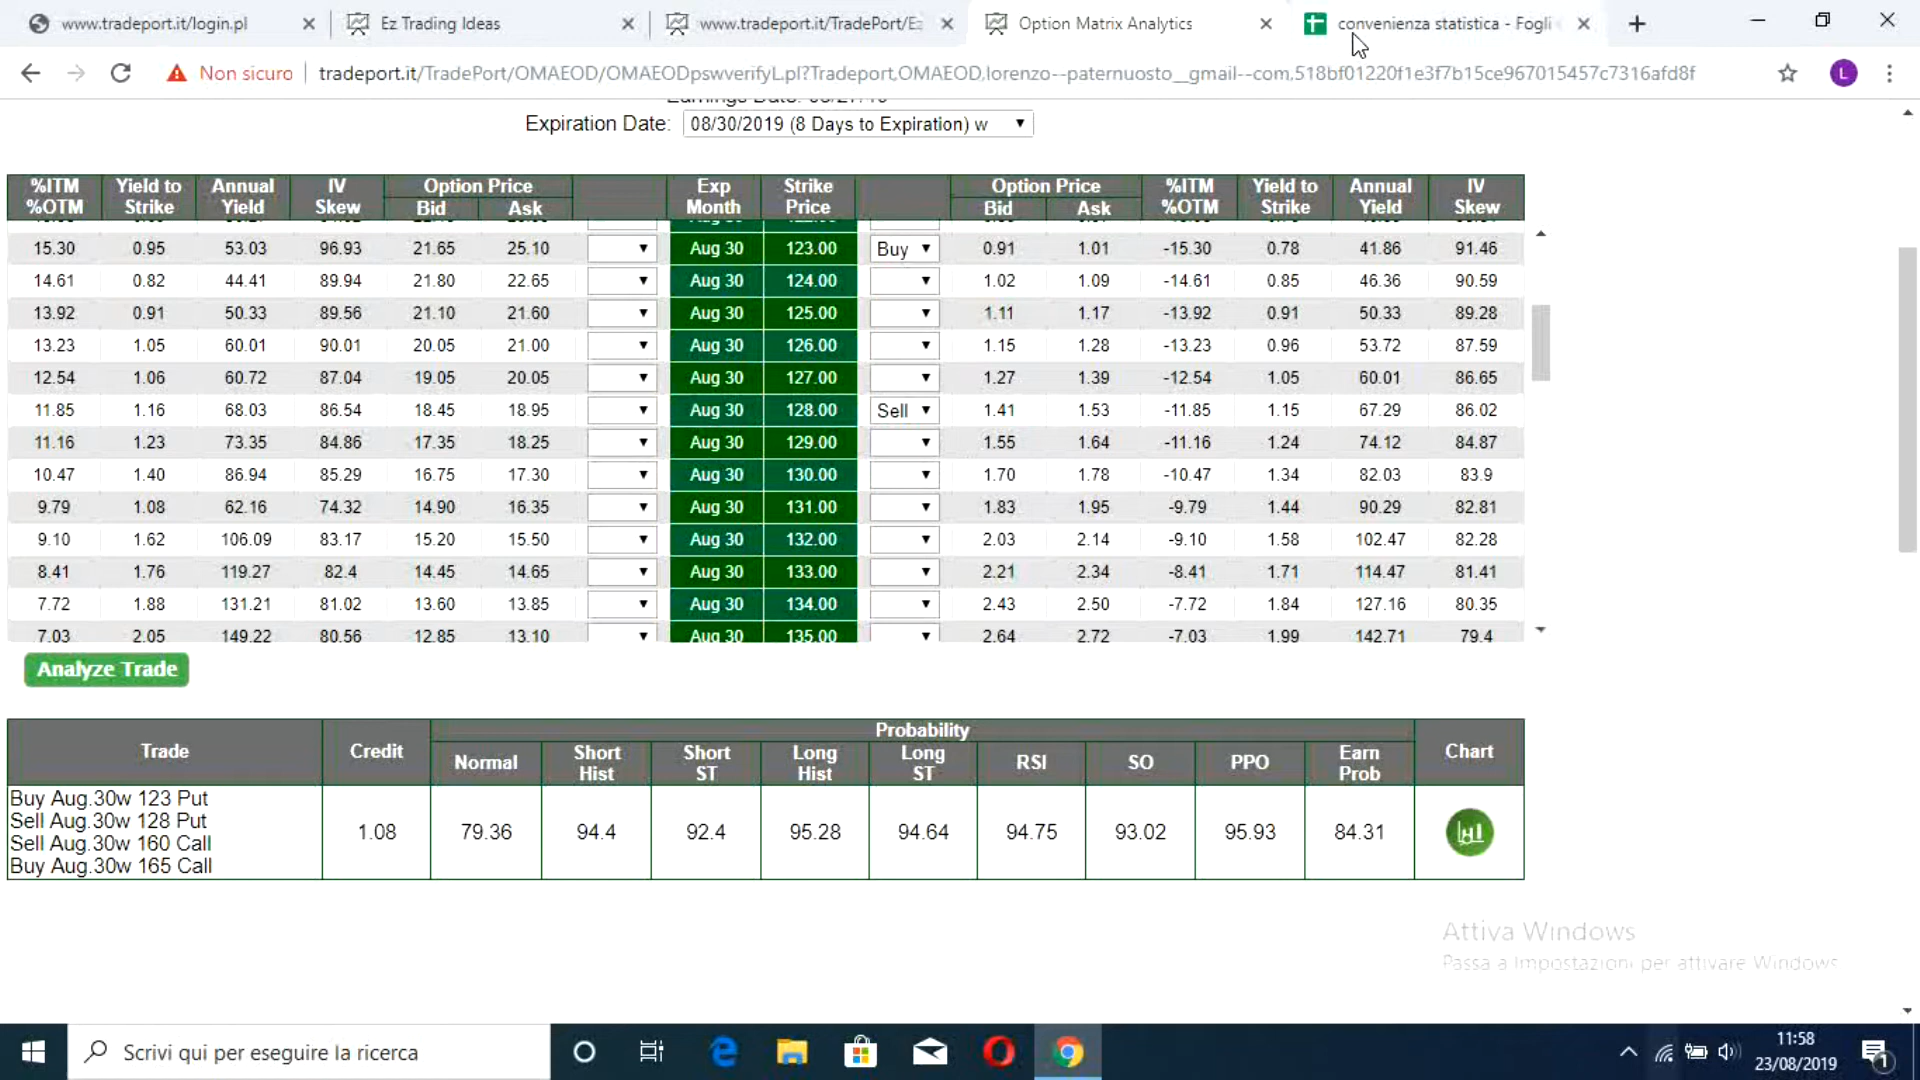 www.tradeport.it/login.pl
Ez Trading Ideas
www.tradeport.it/TradePort/Ez
Option Matrix Analytics
convenienza statistica - Fogli
Non sicuro
tradeport.it/TradePort/OMAEOD/OMAEODpswverifyL.pl?Tradeport,OMAEOD,lorenzo--paternuosto__gmail--com,518bf01220f1e3f7b15ce967015457c7316afd8f
L
Expiration Date: 08/30/2019 (8 Days to Expiration) w
%ITM %OTM Yield to Strike Annual Yield IV Skew Option Price Bid Ask Exp Month Strike Price Option Price Bid Ask %ITM %OTM Yield to Strike Annual Yield IV Skew
15.30 0.95 53.03 96.93 21.65 25.10 Aug 30 123.00 Buy 0.91 1.01 -15.30 0.78 41.86 91.46
14.61 0.82 44.41 89.94 21.80 22.65 Aug 30 124.00 1.02 1.09 -14.61 0.85 46.36 90.59
13.92 0.91 50.33 89.56 21.10 21.60 Aug 30 125.00 1.11 1.17 -13.92 0.91 50.33 89.28
13.23 1.05 60.01 90.01 20.05 21.00 Aug 30 126.00 1.15 1.28 -13.23 0.96 53.72 87.59
12.54 1.06 60.72 87.04 19.05 20.05 Aug 30 127.00 1.27 1.39 -12.54 1.05 60.01 86.65
11.85 1.16 68.03 86.54 18.45 18.95 Aug 30 128.00 Sell 1.41 1.53 -11.85 1.15 67.29 86.02
11.16 1.23 73.35 84.86 17.35 18.25 Aug 30 129.00 1.55 1.64 -11.16 1.24 74.12 84.87
10.47 1.40 86.94 85.29 16.75 17.30 Aug 30 130.00 1.70 1.78 -10.47 1.34 82.03 83.9
9.79 1.08 62.16 74.32 14.90 16.35 Aug 30 131.00 1.83 1.95 -9.79 1.44 90.29 82.81
9.10 1.62 106.09 83.17 15.20 15.50 Aug 30 132.00 2.03 2.14 -9.10 1.58 102.47 82.28
8.41 1.76 119.27 82.4 14.45 14.65 Aug 30 133.00 2.21 2.34 -8.41 1.71 114.47 81.41
7.72 1.88 131.21 81.02 13.60 13.85 Aug 30 134.00 2.43 2.50 -7.72 1.84 127.16 80.35
7.03 2.05 149.22 80.56 12.85 13.10 Aug 30 135.00 2.64 2.72 -7.03 1.99 142.71 79.4
Analyze Trade
Probability
Trade Credit Normal Short Hist Short ST Long Hist Long ST RSI SO PPO Earn Prob Chart
Buy Aug.30w 123 Put
Sell Aug.30w 128 Put
Sell Aug.30w 160 Call
Buy Aug.30w 165 Call
1.08 79.36 94.4 92.4 95.28 94.64 94.75 93.02 95.93 84.31
Attiva Windows
Passa a Impostazioni per attivare Windows
Scrivi qui per eseguire la ricerca
11:58
23/08/2019
1